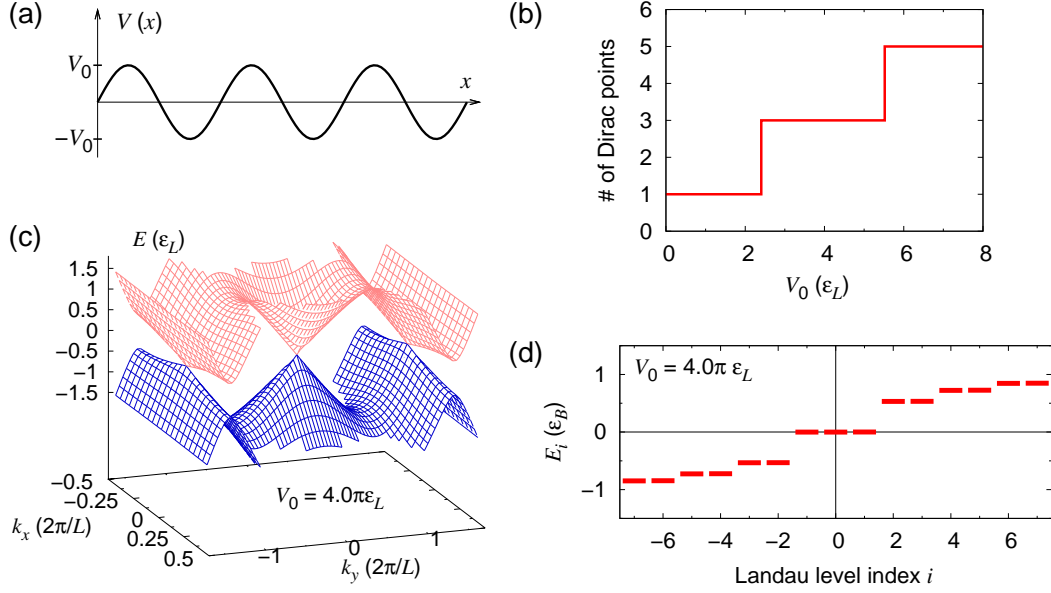 (a)
V (x)
V0
−V0
x
(b)
# of Dirac points
6
5
4
3
2
1
0
0 2 4 6 8
V0 (εL)
(c)
E (εL)
1.5
1
0.5
0
−0.5
−1
−1.5
−0.5
−0.25
0
0.25
0.5
kx (2π/L)
−1 0 1
ky (2π/L)
V0 = 4.0πεL
(d)
V0 = 4.0π εL
Ei (εB)
1
0
−1
−6 −4 −2 0 2 4 6
Landau level index i